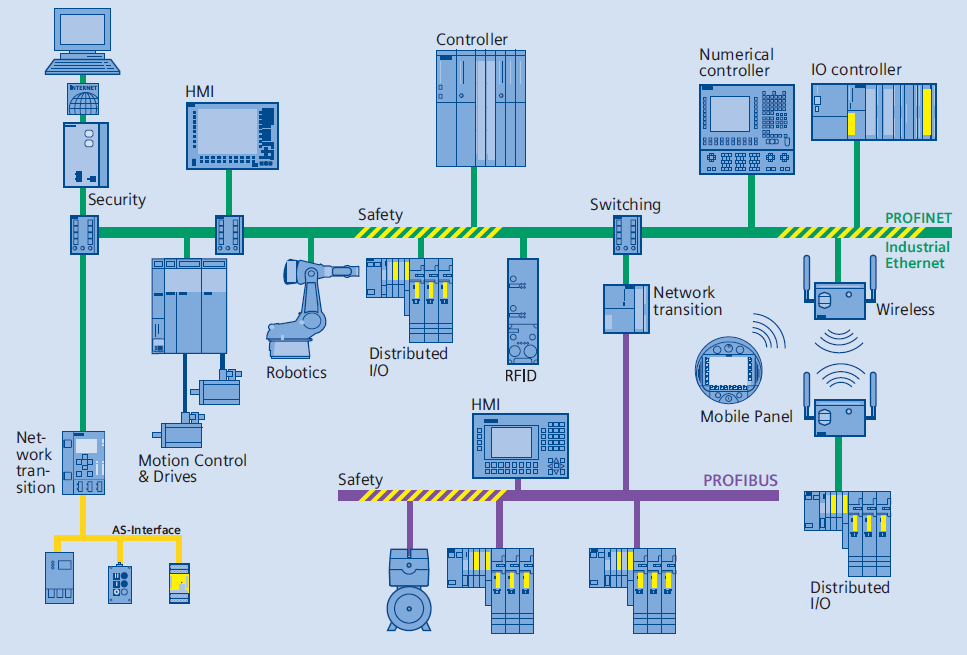 Controller
Numerical
controller
IO controller
INTERNET
HMI
Security
Safety
Switching
PROFINET
Industrial
Ethernet
Network
transition
Wireless
Distributed
I/O
Robotics
RFID
Mobile Panel
HMI
Net-
work
tran-
sition
Motion Control
& Drives
Safety
PROFIBUS
AS-Interface
Distributed
I/O